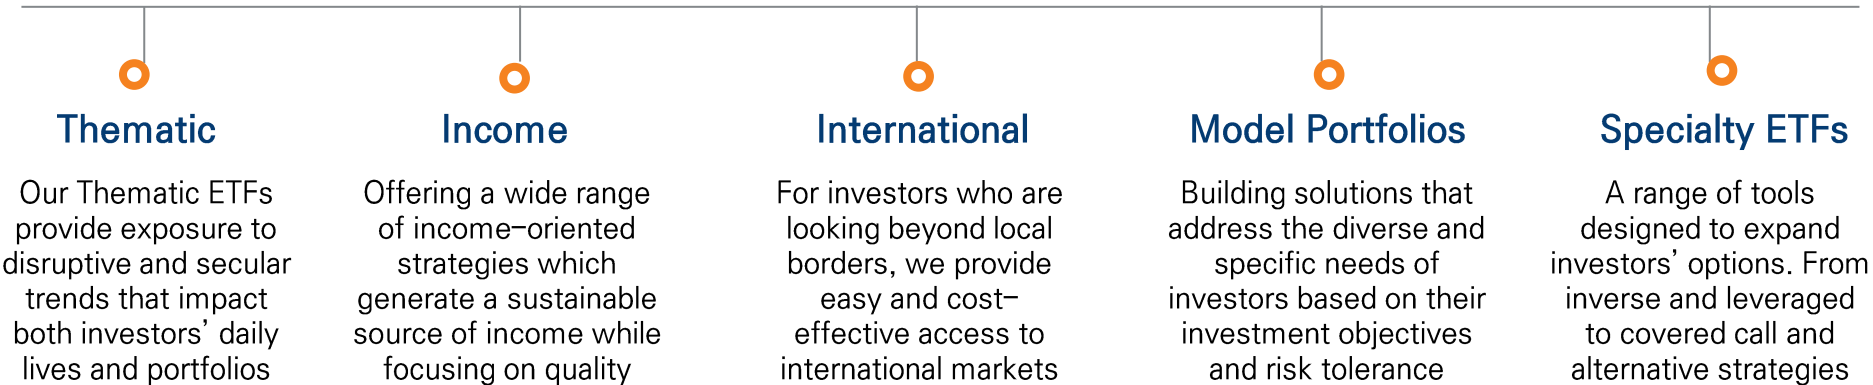 Thematic
Our Thematic ETFs
provide exposure to
disruptive and secular
trends that impact
both investors’ daily
lives and portfolios
Income
Offering a wide range
of income–oriented
strategies which
generate a sustainable
source of income while
focusing on quality
International
For investors who are
looking beyond local
borders, we provide
easy and cost–
effective access to
international markets
Model Portfolios
Building solutions that
address the diverse and
specific needs of
investors based on their
investment objectives
and risk tolerance
Specialty ETFs
A range of tools
designed to expand
investors’ options. From
inverse and leveraged
to covered call and
alternative strategies